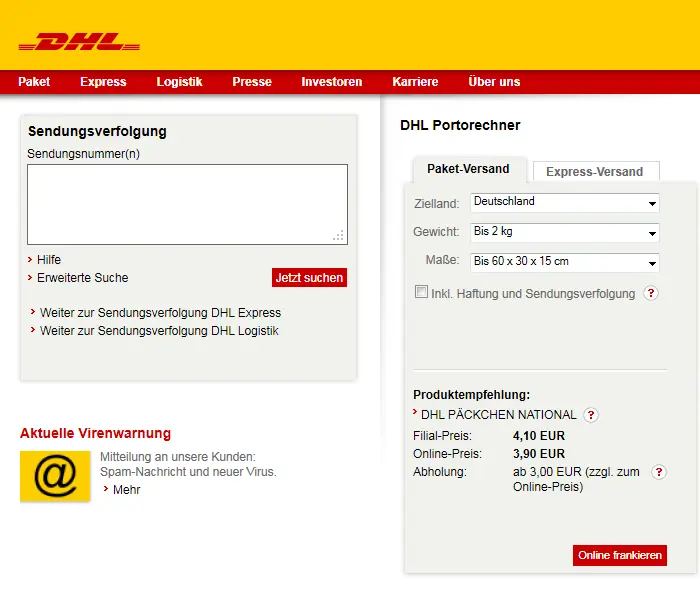 DHL
Paket Express Logistik Presse Investoren Karriere Über uns
Sendungsverfolgung
Sendungsnummer(n)
Hilfe
Erweiterte Suche
Jetzt suchen
Weiter zur Sendungsverfolgung DHL Express
Weiter zur Sendungsverfolgung DHL Logistik
Aktuelle Virenwarnung
@
Mitteilung an unsere Kunden:
Spam-Nachricht und neuer Virus.
Mehr
DHL Portorechner
Paket-Versand Express-Versand
Zielland: Deutschland
Gewicht: Bis 2 kg
Maße: Bis 60 x 30 x 15 cm
Inkl. Haftung und Sendungsverfolgung ?
Produktempfehlung:
DHL PÄCKCHEN NATIONAL ?
Filial-Preis: 4,10 EUR
Online-Preis: 3,90 EUR
Abholung: ab 3,00 EUR (zzgl. zum ?
Online-Preis)
Online frankieren